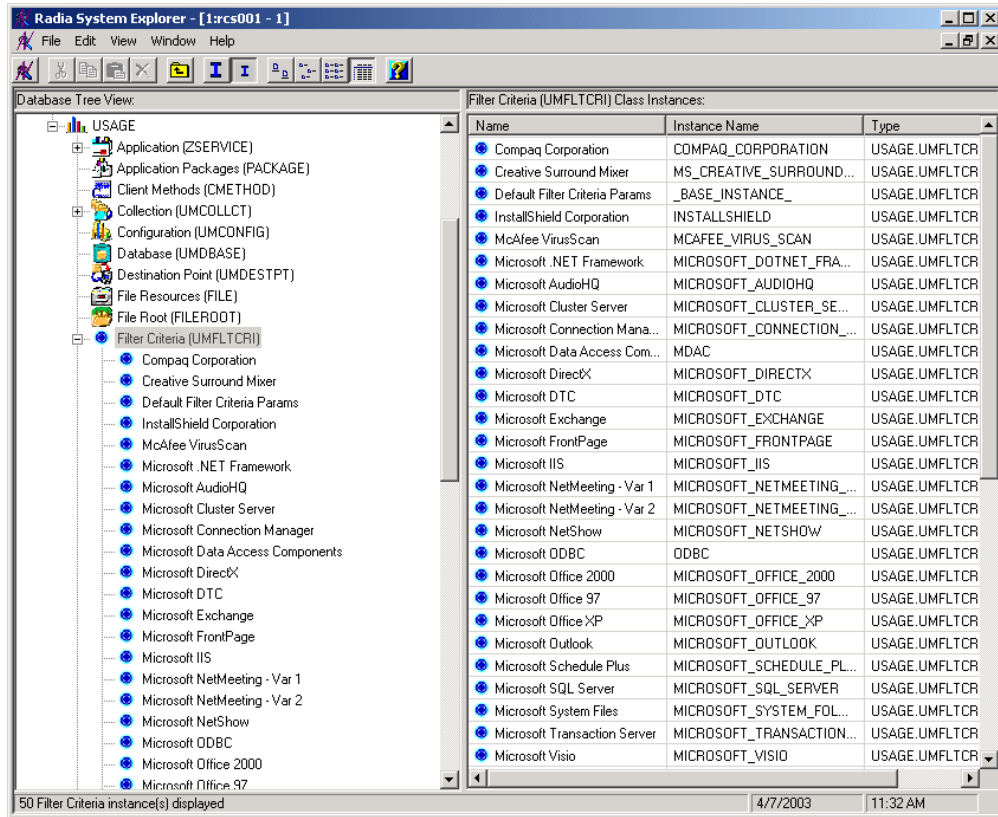 Radia System Explorer - [1:rcs001 - 1]
File Edit View Window Help
Database Tree View:
USAGE
Application (ZSERVICE)
Application Packages (PACKAGE)
Client Methods (CMETHOD)
Collection (UMCOLLCT)
Configuration (UMCONFIG)
Database (UMDBASE)
Destination Point (UMDESTPT)
File Resources (FILE)
File Root (FILEROOT)
Filter Criteria (UMFLTCRI)
Compaq Corporation
Creative Surround Mixer
Default Filter Criteria Params
InstallShield Corporation
McAfee VirusScan
Microsoft .NET Framework
Microsoft AudioHQ
Microsoft Cluster Server
Microsoft Connection Manager
Microsoft Data Access Components
Microsoft DirectX
Microsoft DTC
Microsoft Exchange
Microsoft FrontPage
Microsoft IIS
Microsoft NetMeeting - Var 1
Microsoft NetMeeting - Var 2
Microsoft NetShow
Microsoft ODBC
Microsoft Office 2000
Microsoft Office 97
Filter Criteria (UMFLTCRI) Class Instances:
Name Instance Name Type
Compaq Corporation COMPAQ_CORPORATION USAGE.UMFLTCR
Creative Surround Mixer MS_CREATIVE_SURROUND... USAGE.UMFLTCR
Default Filter Criteria Params _BASE_INSTANCE_ USAGE.UMFLTCR
InstallShield Corporation INSTALLSHIELD USAGE.UMFLTCR
McAfee VirusScan MCAFEE_VIRUS_SCAN USAGE.UMFLTCR
Microsoft .NET Framework MICROSOFT_DOTNET_FRA... USAGE.UMFLTCR
Microsoft AudioHQ MICROSOFT_AUDIOHQ USAGE.UMFLTCR
Microsoft Cluster Server MICROSOFT_CLUSTER_SE... USAGE.UMFLTCR
Microsoft Connection Mana... MICROSOFT_CONNECTION_... USAGE.UMFLTCR
Microsoft Data Access Com... MDAC USAGE.UMFLTCR
Microsoft DirectX MICROSOFT_DIRECTX USAGE.UMFLTCR
Microsoft DTC MICROSOFT_DTC USAGE.UMFLTCR
Microsoft Exchange MICROSOFT_EXCHANGE USAGE.UMFLTCR
Microsoft FrontPage MICROSOFT_FRONTPAGE USAGE.UMFLTCR
Microsoft IIS MICROSOFT_IIS USAGE.UMFLTCR
Microsoft NetMeeting - Var 1 MICROSOFT_NETMEETING_... USAGE.UMFLTCR
Microsoft NetMeeting - Var 2 MICROSOFT_NETMEETING_... USAGE.UMFLTCR
Microsoft NetShow MICROSOFT_NETSHOW USAGE.UMFLTCR
Microsoft ODBC ODBC USAGE.UMFLTCR
Microsoft Office 2000 MICROSOFT_OFFICE_2000 USAGE.UMFLTCR
Microsoft Office 97 MICROSOFT_OFFICE_97 USAGE.UMFLTCR
Microsoft Office XP MICROSOFT_OFFICE_XP USAGE.UMFLTCR
Microsoft Outlook MICROSOFT_OUTLOOK USAGE.UMFLTCR
Microsoft Schedule Plus MICROSOFT_SCHEDULE_PL... USAGE.UMFLTCR
Microsoft SQL Server MICROSOFT_SQL_SERVER USAGE.UMFLTCR
Microsoft System Files MICROSOFT_SYSTEM_FOL... USAGE.UMFLTCR
Microsoft Transaction Server MICROSOFT_TRANSACTION... USAGE.UMFLTCR
Microsoft Visio MICROSOFT_VISIO USAGE.UMFLTCR
50 Filter Criteria instance(s) displayed 4/7/2003 11:32 AM